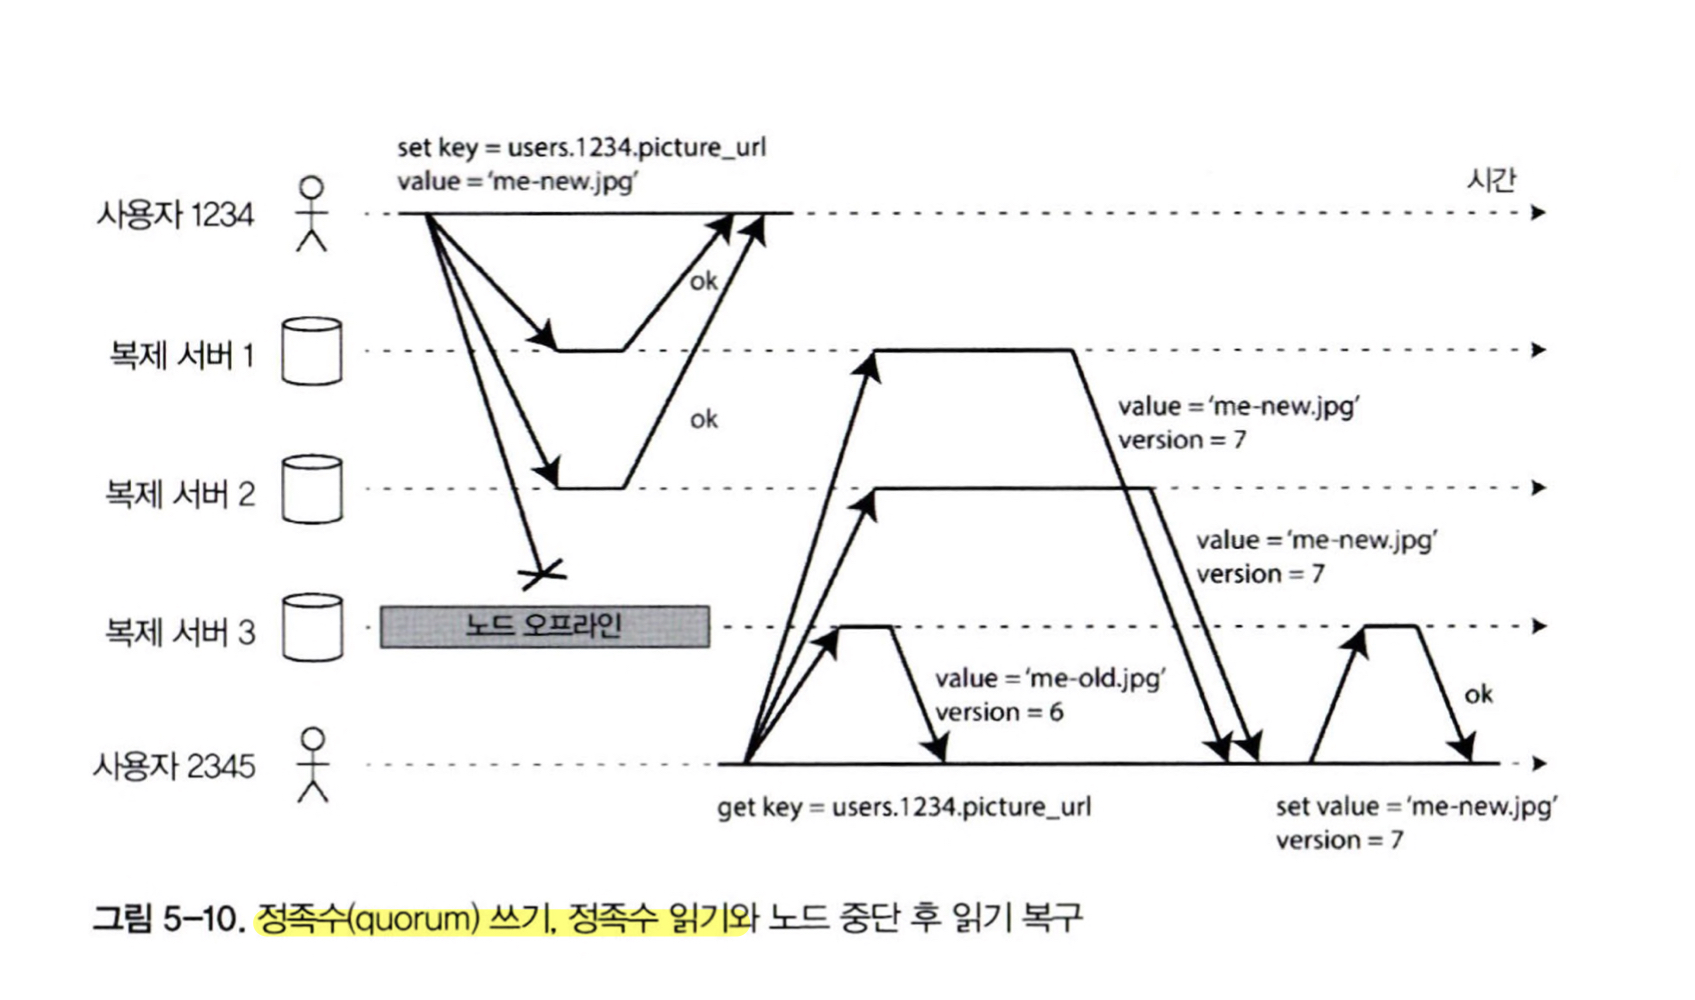 set key = users.1234.picture_url
value = ‘me-new.jpg’
시간
사용자 1234
ok
복제 서버 1
value = ‘me-new.jpg’
version = 7
ok
복제 서버 2
value = ‘me-new.jpg’
version = 7
노드 오프라인
복제 서버 3
value = ‘me-old.jpg’
version = 6
ok
사용자 2345
get key = users.1234.picture_url
set value = ‘me-new.jpg’
version = 7
그림 5-10. 정족수(quorum) 쓰기, 정족수 읽기와 노드 중단 후 읽기 복구